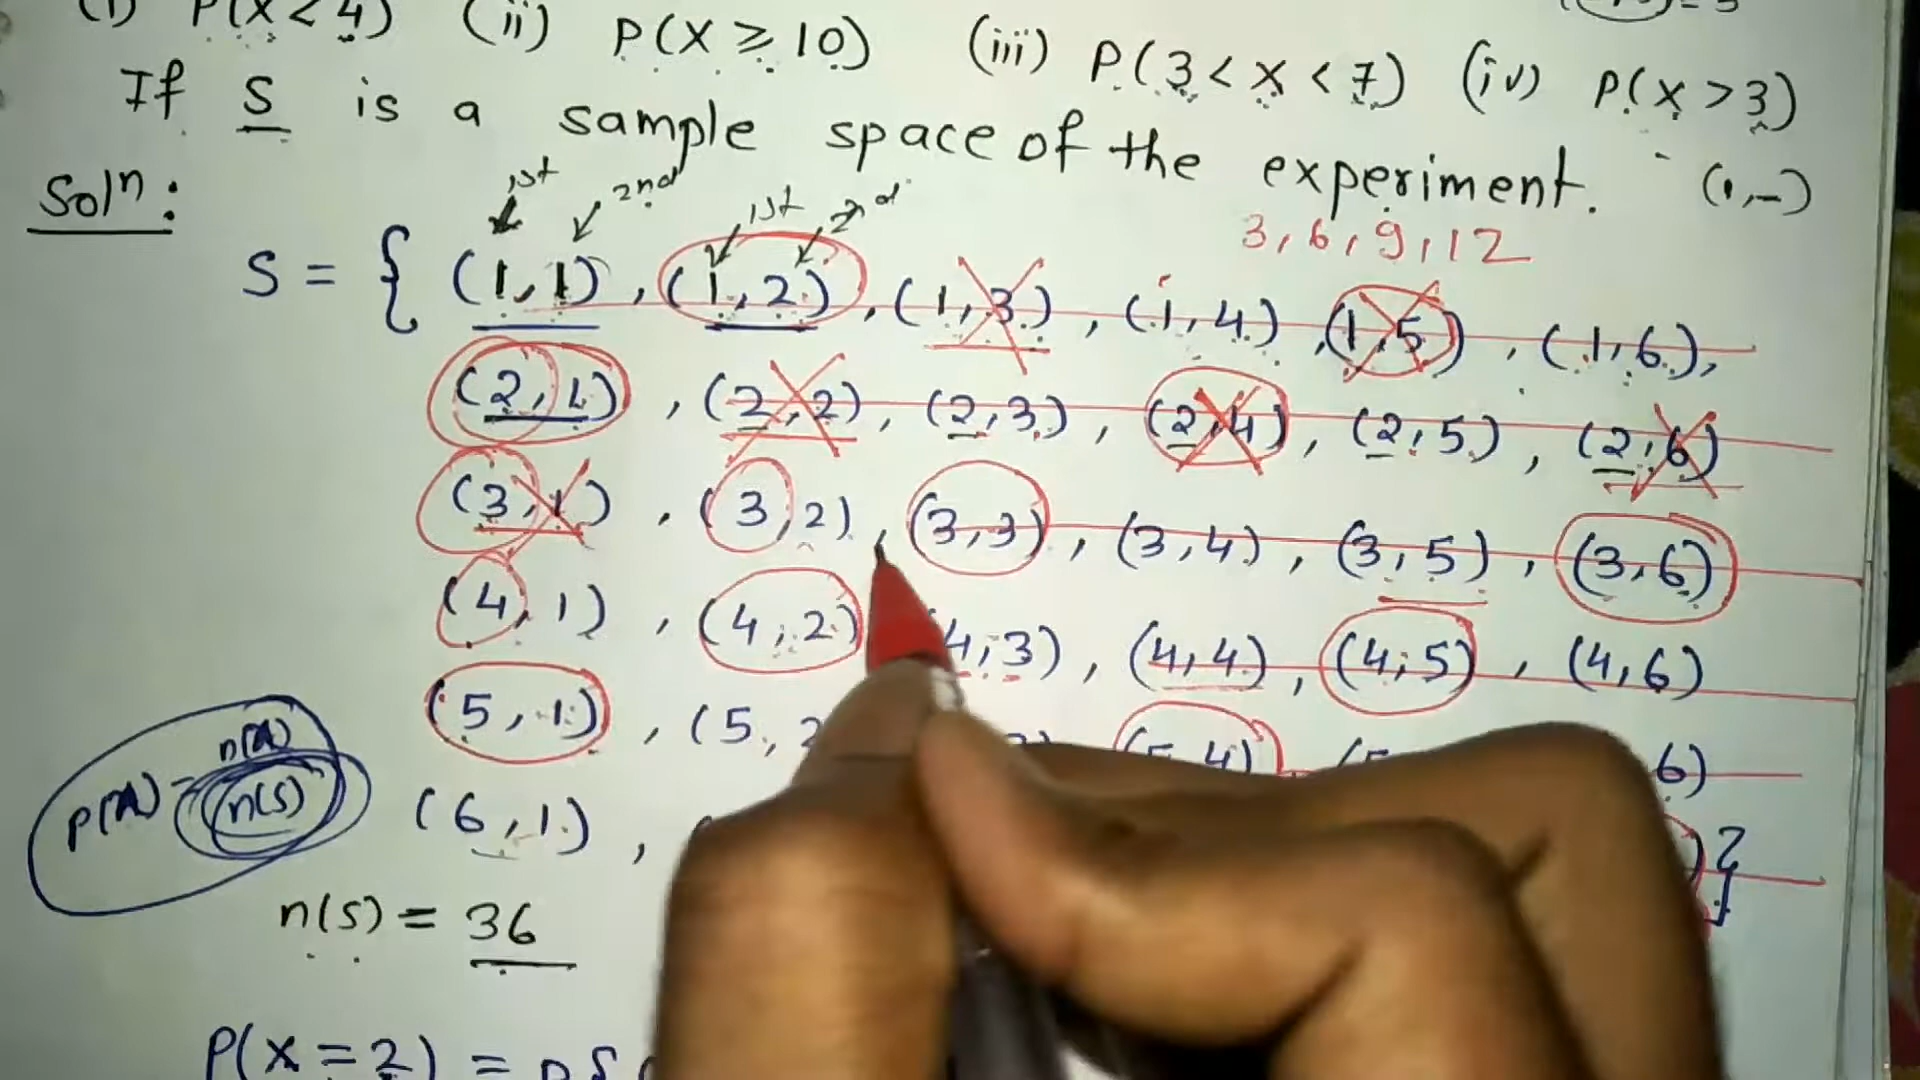 (i) P(X < 4) (ii) P(X ≥ 10) (iii) P(3 < x < 7) (iv) P(x > 3)
If S is a sample space of the experiment. (1, -)
Solⁿ:
1st 2nd 1st 2nd
3, 6, 9, 12
S = { (1,1), (1,2), (1,3), (1,4), (1,5), (1,6),
(2,1), (2,2), (2,3), (2,4), (2,5), (2,6)
(3,1), (3,2), (3,3), (3,4), (3,5), (3,6)
(4,1), (4,2) 4,3), (4,4), (4,5), (4,6)
(5,1), (5,2 (5,4) 6)
(6,1), }
P(A) = n(A)/n(S)
n(S) = 36
P(X = 2) =